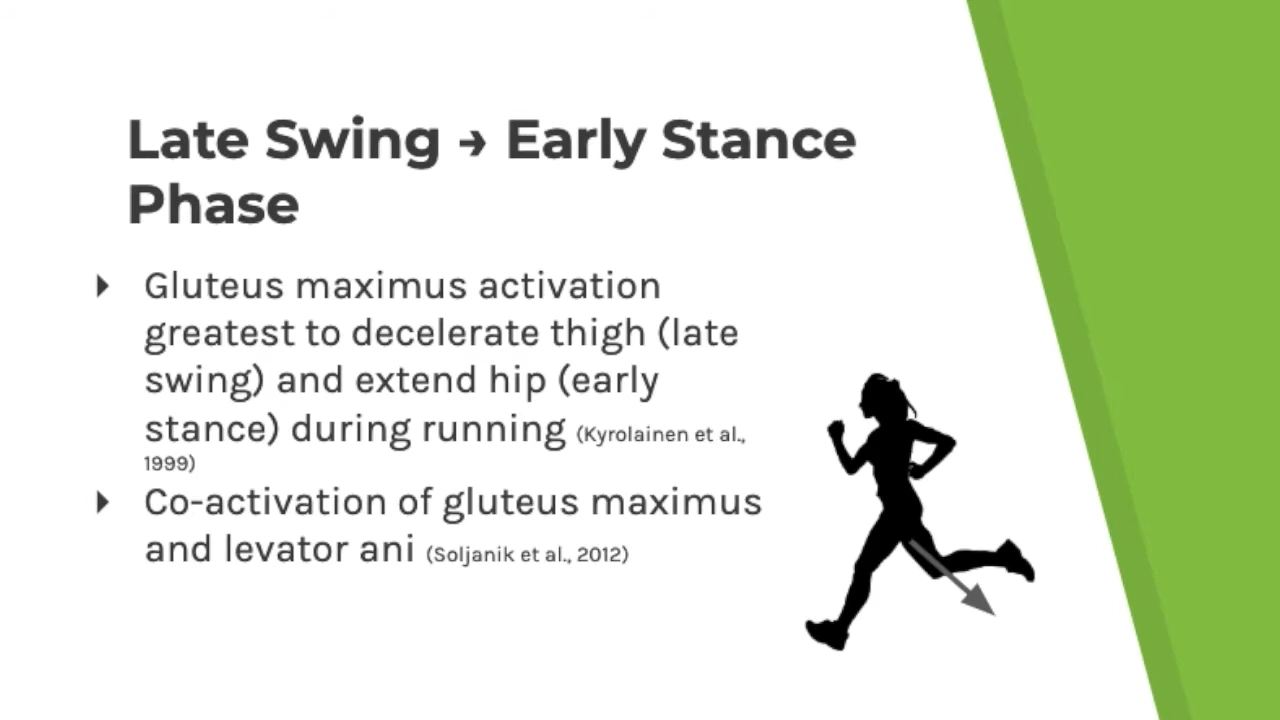 Late Swing → Early Stance
Phase
Gluteus maximus activation
greatest to decelerate thigh (late
swing) and extend hip (early
stance) during running (Kyrolainen et al.,
1999)
Co-activation of gluteus maximus
and levator ani (Soljanik et al., 2012)